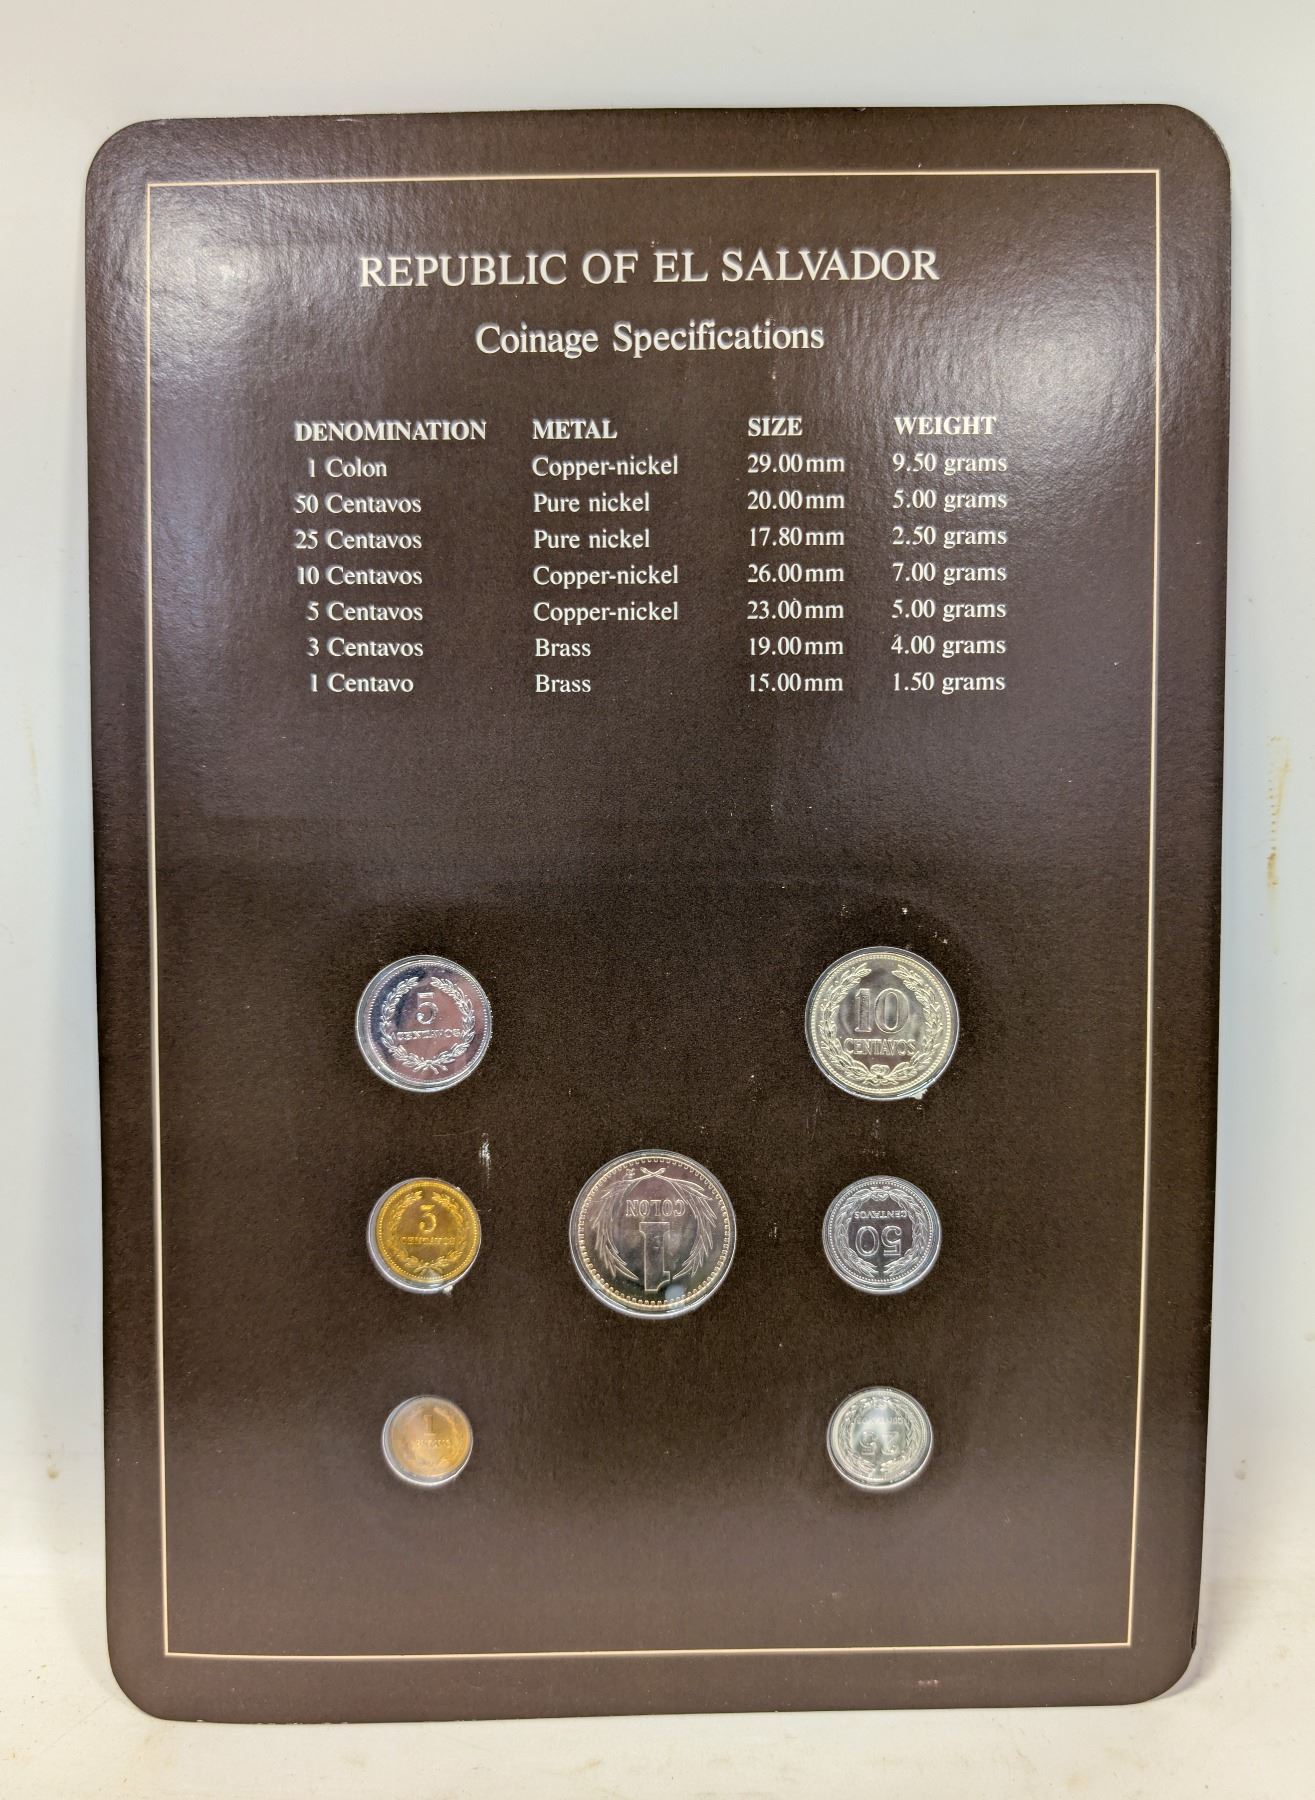 REPUBLIC OF EL SALVADOR
Coinage Specifications
DENOMINATION METAL SIZE WEIGHT
1 Colon Copper-nickel 29.00mm 9.50 grams
50 Centavos Pure nickel 20.00mm 5.00 grams
25 Centavos Pure nickel 17.80mm 2.50 grams
10 Centavos Copper-nickel 26.00mm 7.00 grams
5 Centavos Copper-nickel 23.00mm 5.00 grams
3 Centavos Brass 19.00mm 4.00 grams
1 Centavo Brass 15.00mm 1.50 grams
5
CENTAVOS
10
CENTAVOS
3
CENTAVOS
1
COLON
50
CENTAVOS
1
CENTAVO
25
CENTAVOS